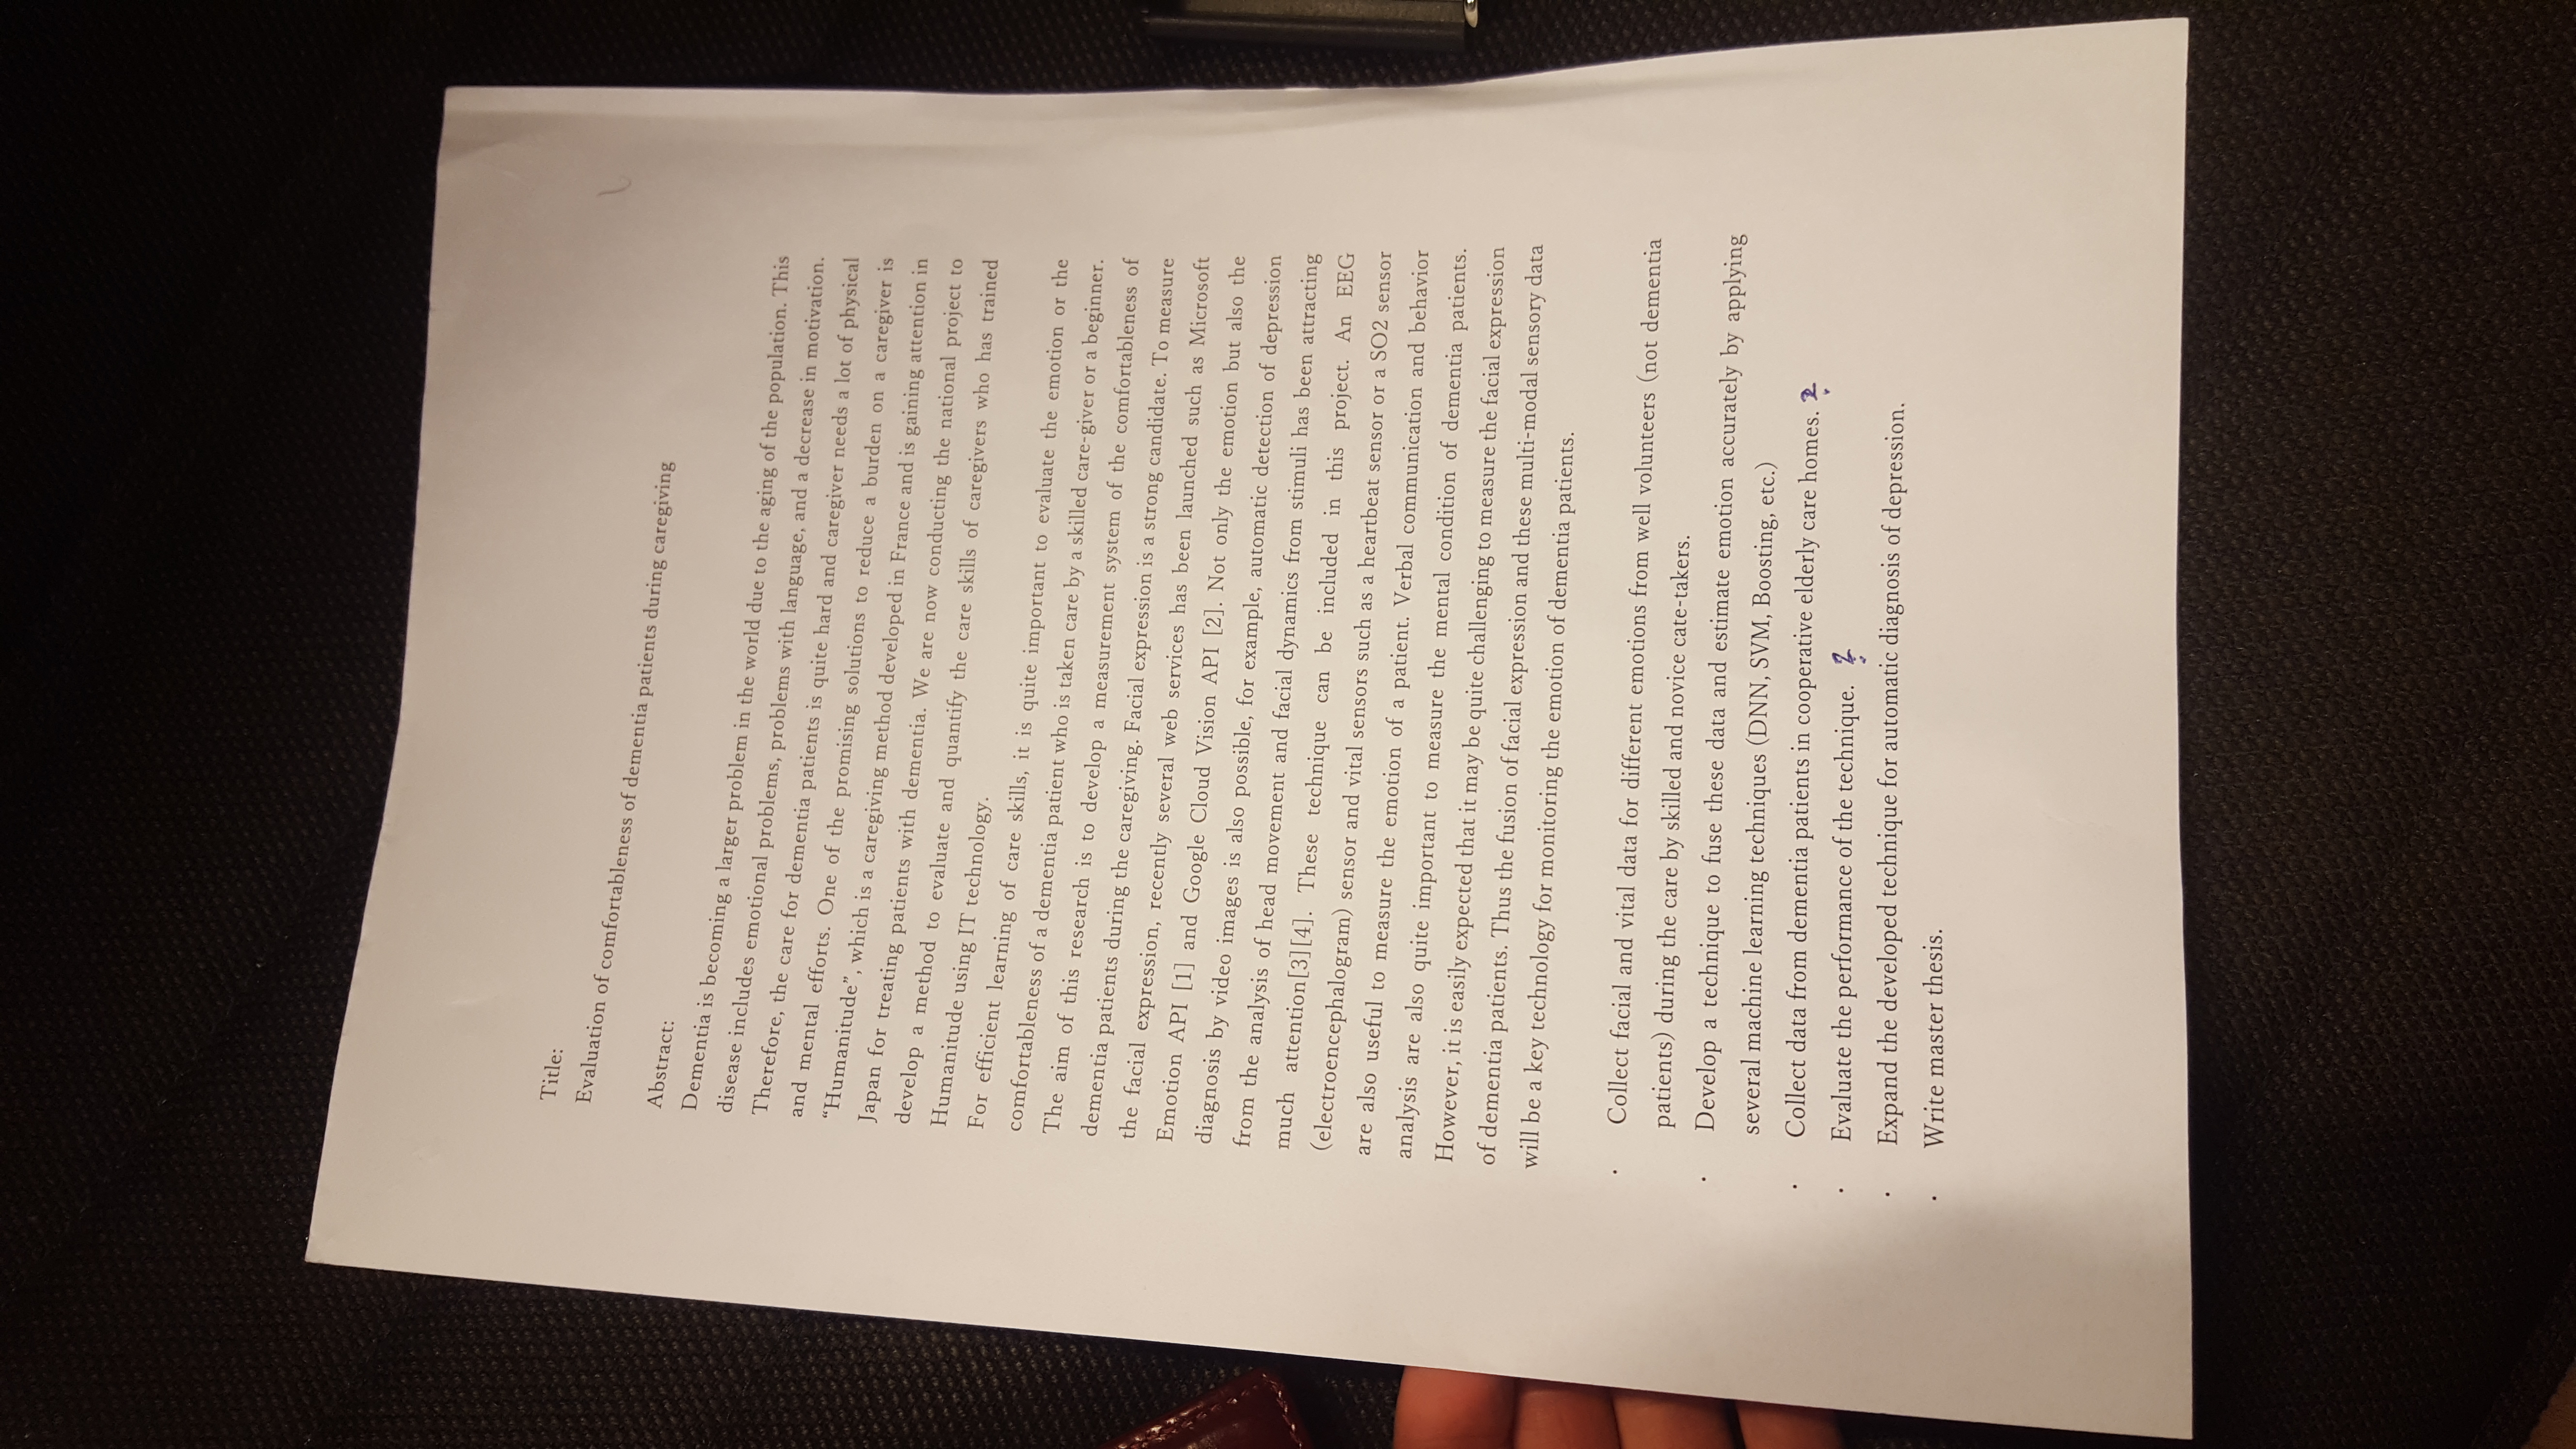 Title:
Evaluation of comfortableness of dementia patients during caregiving
Abstract:
Dementia is becoming a larger problem in the world due to the aging of the population. This
disease includes emotional problems, problems with language, and a decrease in motivation.
Therefore, the care for dementia patients is quite hard and caregiver needs a lot of physical
and mental efforts. One of the promising solutions to reduce a burden on a caregiver is
“Humanitude”, which is a caregiving method developed in France and is gaining attention in
Japan for treating patients with dementia. We are now conducting the national project to
develop a method to evaluate and quantify the care skills of caregivers who has trained
Humanitude using IT technology.
For efficient learning of care skills, it is quite important to evaluate the emotion or the
comfortableness of a dementia patient who is taken care by a skilled care-giver or a beginner.
The aim of this research is to develop a measurement system of the comfortableness of
dementia patients during the caregiving. Facial expression is a strong candidate. To measure
the facial expression, recently several web services has been launched such as Microsoft
Emotion API [1] and Google Cloud Vision API [2]. Not only the emotion but also the
diagnosis by video images is also possible, for example, automatic detection of depression
from the analysis of head movement and facial dynamics from stimuli has been attracting
much attention[3][4]. These technique can be included in this project. An EEG
(electroencephalogram) sensor and vital sensors such as a heartbeat sensor or a SO2 sensor
are also useful to measure the emotion of a patient. Verbal communication and behavior
analysis are also quite important to measure the mental condition of dementia patients.
However, it is easily expected that it may be quite challenging to measure the facial expression
of dementia patients. Thus the fusion of facial expression and these multi-modal sensory data
will be a key technology for monitoring the emotion of dementia patients.
· Collect facial and vital data for different emotions from well volunteers (not dementia
patients) during the care by skilled and novice cate-takers.
· Develop a technique to fuse these data and estimate emotion accurately by applying
several machine learning techniques (DNN, SVM, Boosting, etc.)
· Collect data from dementia patients in cooperative elderly care homes. ?
· Evaluate the performance of the technique. ?
· Expand the developed technique for automatic diagnosis of depression.
· Write master thesis.